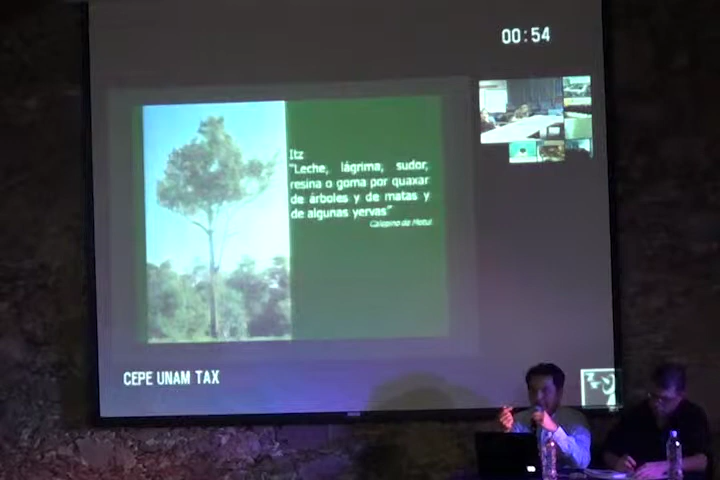 00:54
Itz
"Leche, lágrima, sudor,
resina o goma por quaxar
de árboles y de matas y
de algunas yervas"
Calepino de Motul
CEPE UNAM TAX